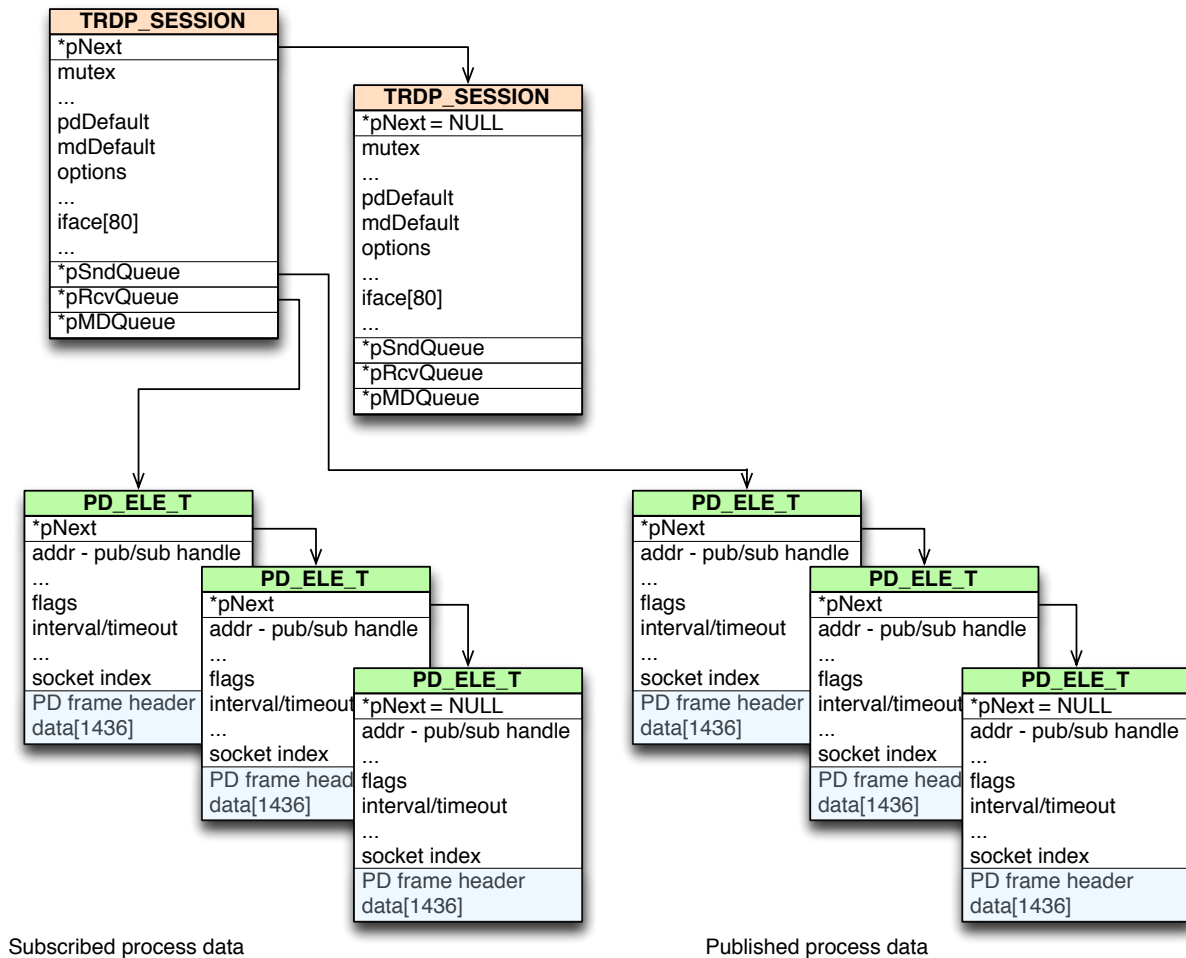 TRDP_SESSION
*pNext
mutex
...
pdDefault
mdDefault
options
...
iface[80]
...
*pSndQueue
*pRcvQueue
*pMDQueue
TRDP_SESSION
*pNext = NULL
mutex
...
pdDefault
mdDefault
options
...
iface[80]
...
*pSndQueue
*pRcvQueue
*pMDQueue
PD_ELE_T
*pNext
addr - pub/sub handle
...
flags
interval/timeout
...
socket index
PD frame header
data[1436]
PD_ELE_T
*pNext
addr - pub/sub handle
...
flags
interval/timeout
...
socket index
PD frame head
data[1436]
PD_ELE_T
*pNext = NULL
addr - pub/sub handle
...
flags
interval/timeout
...
socket index
PD frame header
data[1436]
Subscribed process data
PD_ELE_T
*pNext
addr - pub/sub handle
...
flags
interval/timeout
...
socket index
PD frame header
data[1436]
PD_ELE_T
*pNext
addr - pub/sub handle
...
flags
interval/timeout
...
socket index
PD frame head
data[1436]
PD_ELE_T
*pNext = NULL
addr - pub/sub handle
...
flags
interval/timeout
...
socket index
PD frame header
data[1436]
Published process data